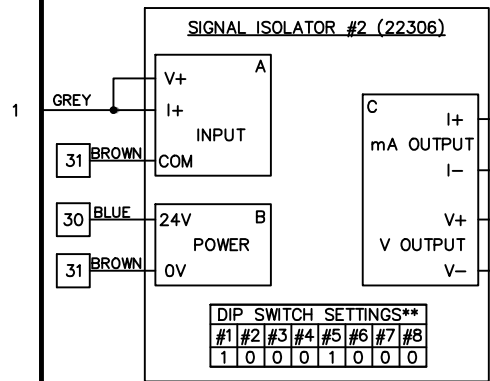 SIGNAL ISOLATOR #2 (22306)
A
V+
1 GREY
I+
INPUT
31 BROWN COM
C
I+
mA OUTPUT
I-
30 BLUE 24V B
POWER
31 BROWN 0V
V+
V OUTPUT
V-
DIP SWITCH SETTINGS**
#1 #2 #3 #4 #5 #6 #7 #8
1 0 0 0 1 0 0 0